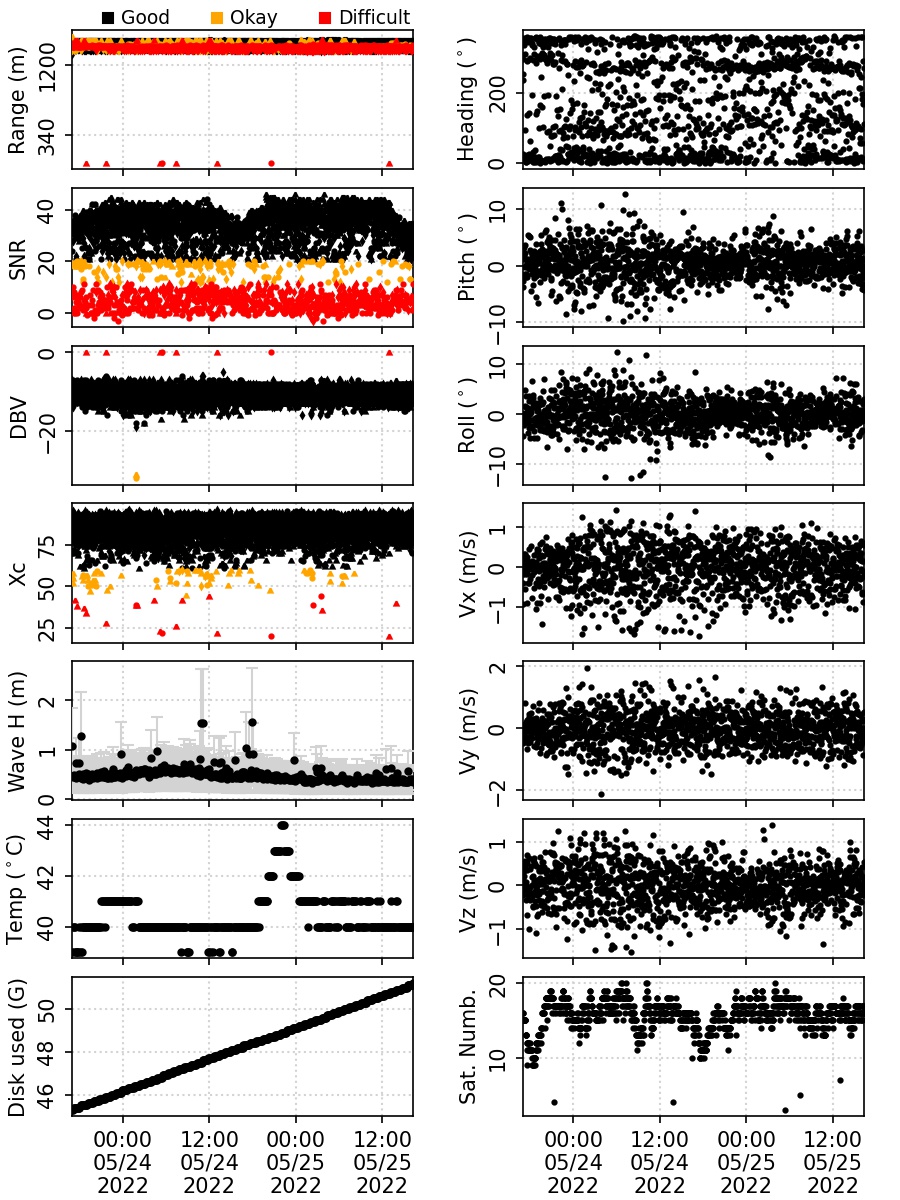 Good Okay Difficult
Range (m)
1200
340
Heading (°)
200
0
SNR
40
20
0
Pitch (°)
10
0
−10
DBV
0
−20
Roll (°)
10
0
−10
Xc
75
50
25
Vx (m/s)
1
0
−1
Wave H (m)
2
1
0
Vy (m/s)
2
0
−2
Temp (°C)
44
42
40
Vz (m/s)
1
0
−1
Disk used (G)
50
48
46
Sat. Numb.
20
10
00:00 12:00 00:00 12:00
05/24 05/24 05/25 05/25
2022 2022 2022 2022
00:00 12:00 00:00 12:00
05/24 05/24 05/25 05/25
2022 2022 2022 2022